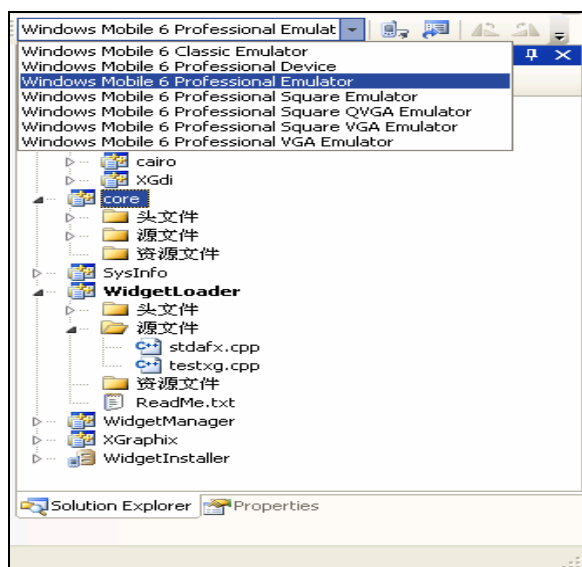 Windows Mobile 6 Professional Emulat
Windows Mobile 6 Classic Emulator
Windows Mobile 6 Professional Device
Windows Mobile 6 Professional Emulator
Windows Mobile 6 Professional Square Emulator
Windows Mobile 6 Professional Square QVGA Emulator
Windows Mobile 6 Professional Square VGA Emulator
Windows Mobile 6 Professional VGA Emulator
cairo
XGdi
core
头文件
源文件
资源文件
SysInfo
WidgetLoader
头文件
源文件
stdafx.cpp
testxg.cpp
资源文件
ReadMe.txt
WidgetManager
XGraphix
WidgetInstaller
Solution Explorer Properties